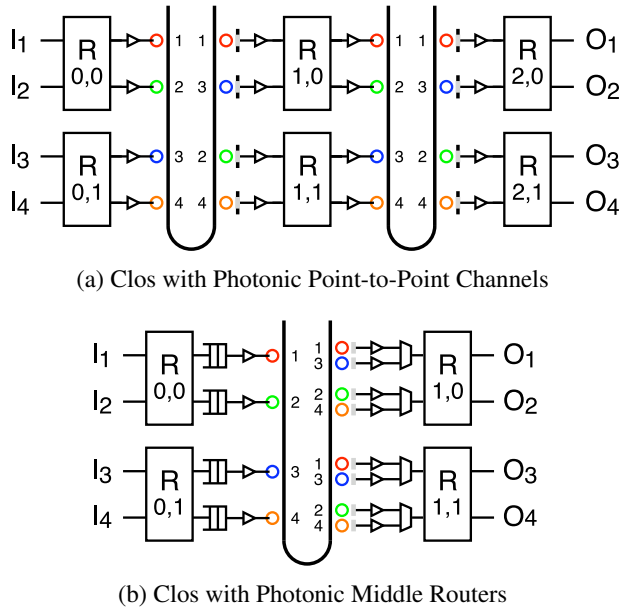 I1 R 0,0 1 1 R 1,0 1 1 R 2,0 O1
I2 2 3 2 3 O2
I3 R 0,1 3 2 R 1,1 3 2 R 2,1 O3
I4 4 4 4 4 O4
(a) Clos with Photonic Point-to-Point Channels
I1 R 0,0 1 1 3 R 1,0 O1
I2 2 2 4 O2
I3 R 0,1 3 1 3 R 1,1 O3
I4 4 2 4 O4
(b) Clos with Photonic Middle Routers